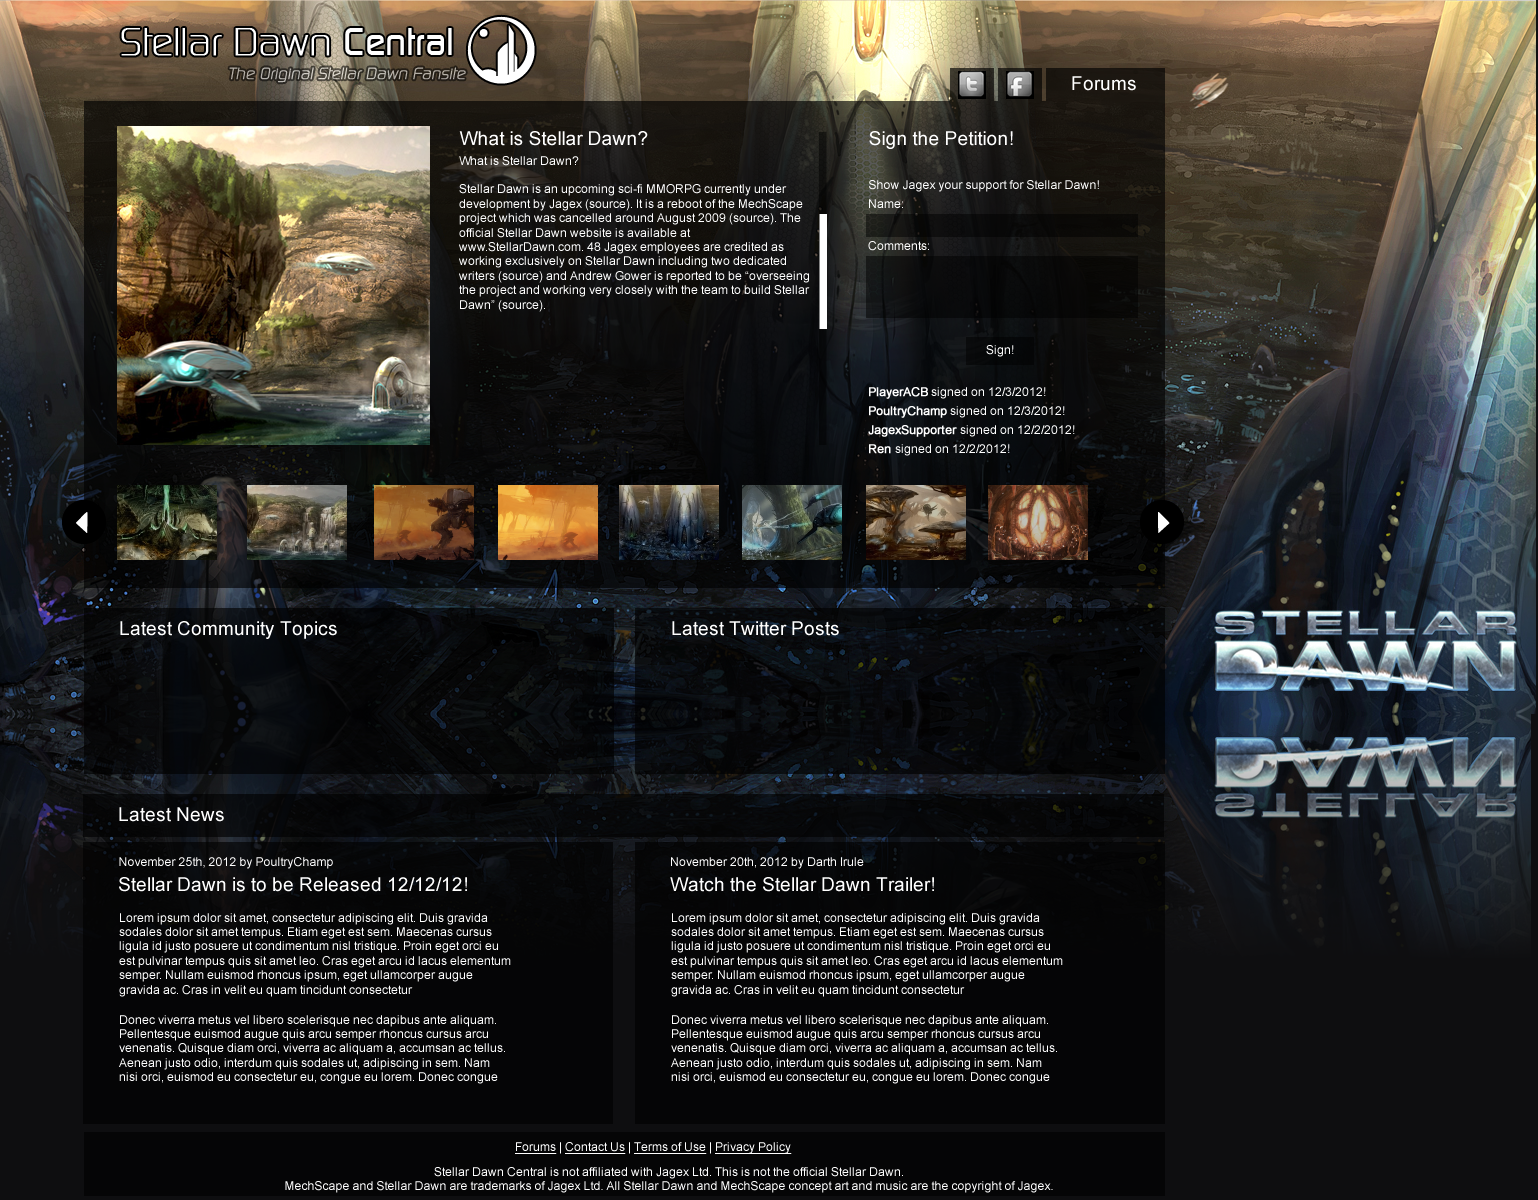 Stellar Dawn Central
The Original Stellar Dawn Fansite
Forums
What is Stellar Dawn?
What is Stellar Dawn?
Stellar Dawn is an upcoming sci-fi MMORPG currently under
development by Jagex (source). It is a reboot of the MechScape
project which was cancelled around August 2009 (source). The
official Stellar Dawn website is available at
www.StellarDawn.com. 48 Jagex employees are credited as
working exclusively on Stellar Dawn including two dedicated
writers (source) and Andrew Gower is reported to be “overseeing
the project and working very closely with the team to build Stellar
Dawn” (source).
Sign the Petition!
Show Jagex your support for Stellar Dawn!
Name:
Comments:
Sign!
PlayerACB signed on 12/3/2012!
PoultryChamp signed on 12/3/2012!
JagexSupporter signed on 12/2/2012!
Ren signed on 12/2/2012!
Latest Community Topics
Latest Twitter Posts
STELLAR
DAWN
Latest News
November 25th, 2012 by PoultryChamp
Stellar Dawn is to be Released 12/12/12!
Lorem ipsum dolor sit amet, consectetur adipiscing elit. Duis gravida
sodales dolor sit amet tempus. Etiam eget est sem. Maecenas cursus
ligula id justo posuere ut condimentum nisl tristique. Proin eget orci eu
est pulvinar tempus quis sit amet leo. Cras eget arcu id lacus elementum
semper. Nullam euismod rhoncus ipsum, eget ullamcorper augue
gravida ac. Cras in velit eu quam tincidunt consectetur
Donec viverra metus vel libero scelerisque nec dapibus ante aliquam.
Pellentesque euismod augue quis arcu semper rhoncus cursus arcu
venenatis. Quisque diam orci, viverra ac aliquam a, accumsan ac tellus.
Aenean justo odio, interdum quis sodales ut, adipiscing in sem. Nam
nisi orci, euismod eu consectetur eu, congue eu lorem. Donec congue
November 20th, 2012 by Darth Irule
Watch the Stellar Dawn Trailer!
Lorem ipsum dolor sit amet, consectetur adipiscing elit. Duis gravida
sodales dolor sit amet tempus. Etiam eget est sem. Maecenas cursus
ligula id justo posuere ut condimentum nisl tristique. Proin eget orci eu
est pulvinar tempus quis sit amet leo. Cras eget arcu id lacus elementum
semper. Nullam euismod rhoncus ipsum, eget ullamcorper augue
gravida ac. Cras in velit eu quam tincidunt consectetur
Donec viverra metus vel libero scelerisque nec dapibus ante aliquam.
Pellentesque euismod augue quis arcu semper rhoncus cursus arcu
venenatis. Quisque diam orci, viverra ac aliquam a, accumsan ac tellus.
Aenean justo odio, interdum quis sodales ut, adipiscing in sem. Nam
nisi orci, euismod eu consectetur eu, congue eu lorem. Donec congue
Forums | Contact Us | Terms of Use | Privacy Policy
Stellar Dawn Central is not affiliated with Jagex Ltd. This is not the official Stellar Dawn.
MechScape and Stellar Dawn are trademarks of Jagex Ltd. All Stellar Dawn and MechScape concept art and music are the copyright of Jagex.